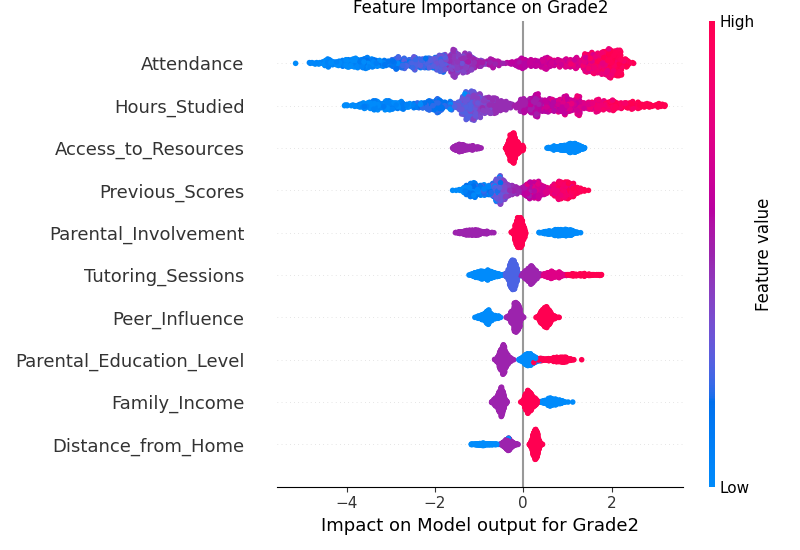 Feature Importance on Grade2
High
Attendance
Hours_Studied
Access_to_Resources
Previous_Scores
Parental_Involvement
Tutoring_Sessions
Peer_Influence
Parental_Education_Level
Family_Income
Distance_from_Home
Feature value
Low
−4 −2 0 2
Impact on Model output for Grade2